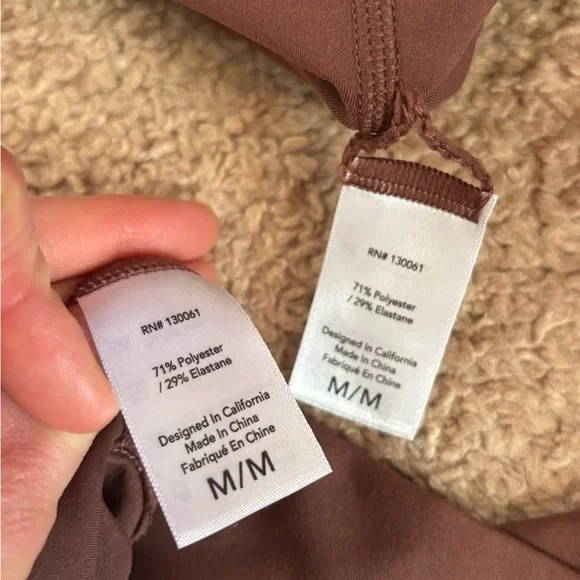 RN# 130061
71% Polyester
/ 29% Elastane
Designed In California
Made In China
Fabriqué En Chine
M/M
RN# 130061
71% Polyester
/ 29% Elastane
Designed In California
Made In China
Fabriqué En Chine
M/M